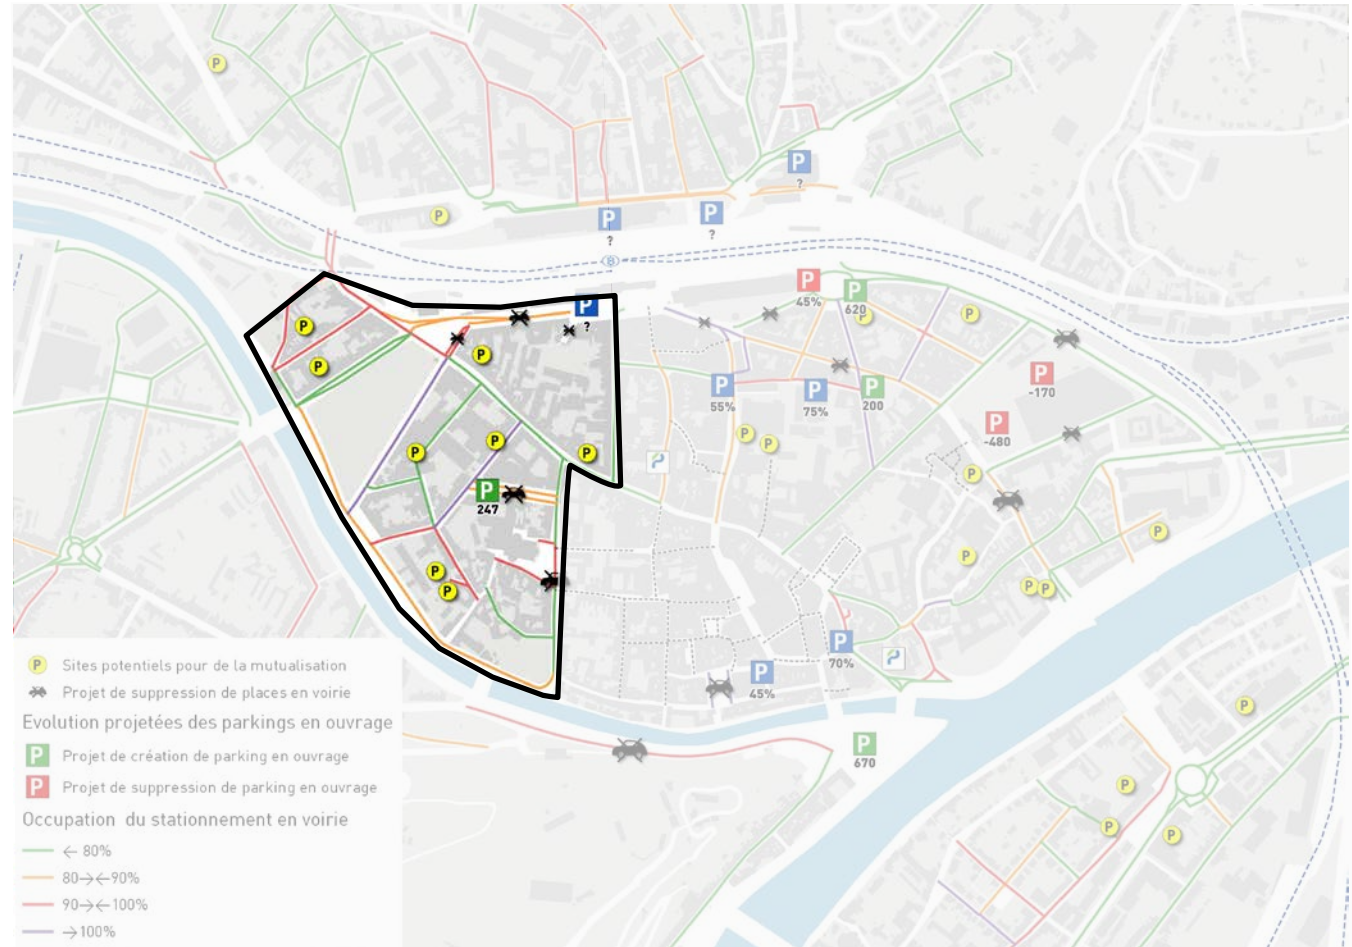 P
P
?
P
P
?
P
?
B
P
45%
P
620
P
P
P
?
P
P
P
-170
P
55%
P
75%
P
200
P
-480
P
P
P
P
P
P
P
P
247
P
P
P
P
P
P
P
P
70%
P
45%
P
P
670
P
P
P
P Sites potentiels pour de la mutualisation
Projet de suppression de places en voirie
Evolution projetées des parkings en ouvrage
P Projet de création de parking en ouvrage
P Projet de suppression de parking en ouvrage
Occupation du stationnement en voirie
← 80%
80→←90%
90→←100%
→100%